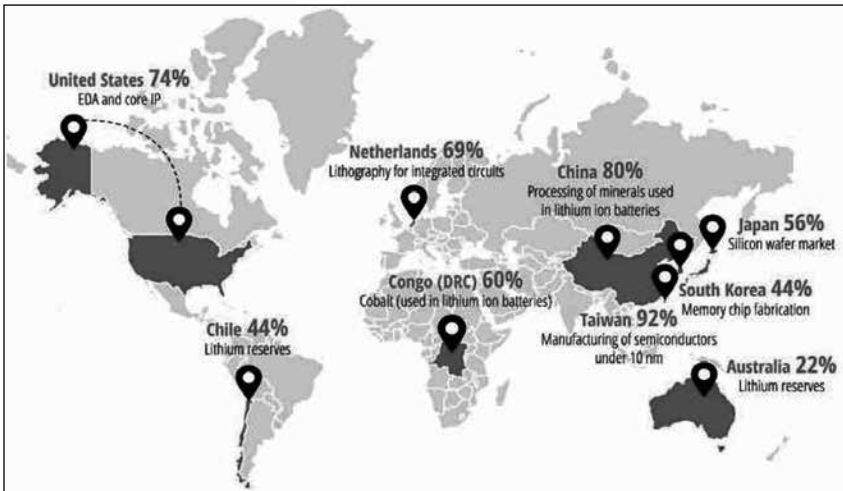 United States 74%
EDA and core IP
Netherlands 69%
Lithography for integrated circuits
China 80%
Processing of minerals used
in lithium ion batteries
Japan 56%
Silicon wafer market
Congo (DRC) 60%
Cobalt (used in lithium ion batteries)
South Korea 44%
Memory chip fabrication
Taiwan 92%
Manufacturing of semiconductors
under 10 nm
Chile 44%
Lithium reserves
Australia 22%
Lithium reserves